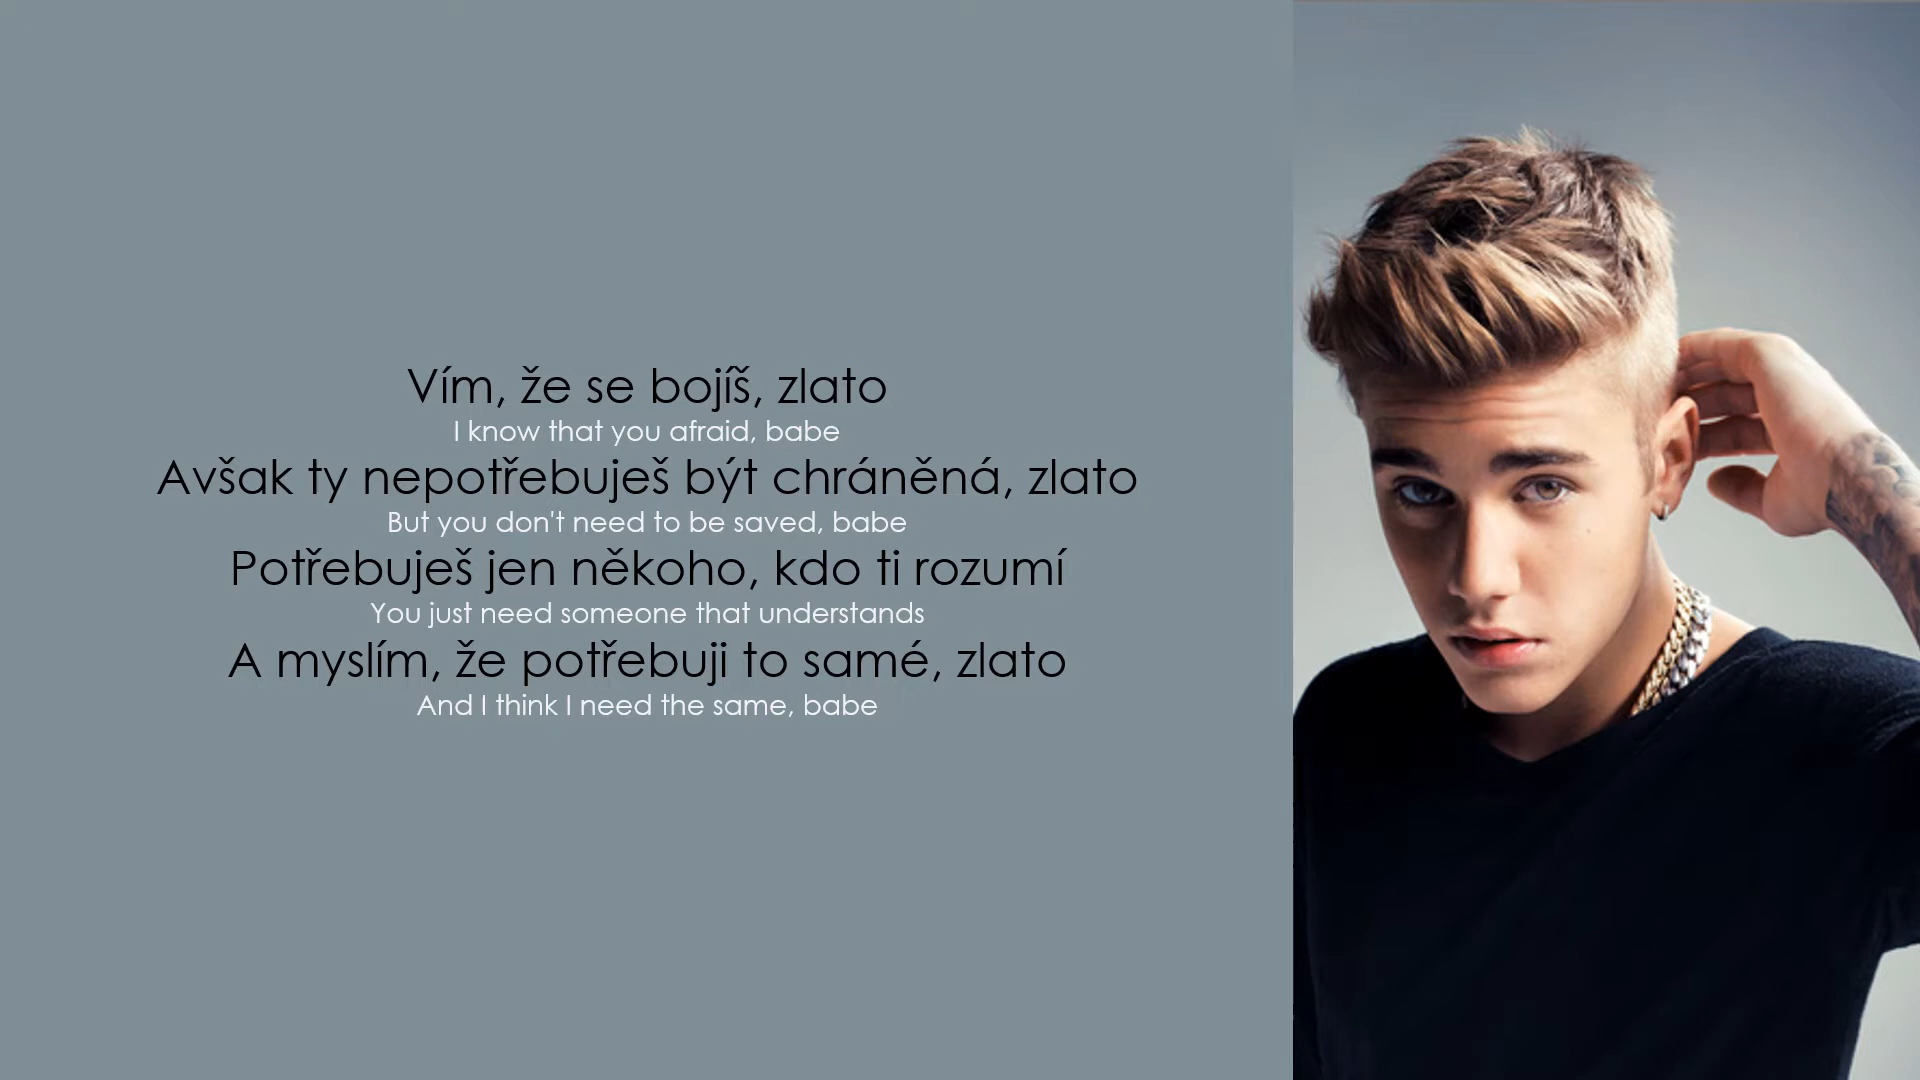 Vím, že se bojíš, zlato
I know that you afraid, babe
Avšak ty nepotřebuješ být chráněná, zlato
But you don't need to be saved, babe
Potřebuješ jen někoho, kdo ti rozumí
You just need someone that understands
A myslím, že potřebuji to samé, zlato
And I think I need the same, babe